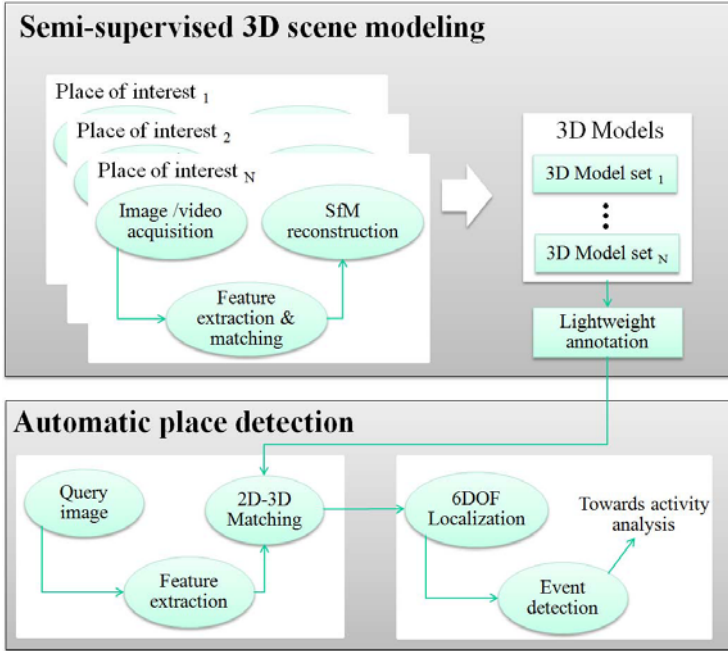 Semi-supervised 3D scene modeling
Place of interest 1
Place of interest 2
Place of interest N
Image /video
acquisition
SfM
reconstruction
Feature
extraction &
matching
3D Models
3D Model set 1
3D Model set N
Lightweight
annotation
Automatic place detection
Query
image
Feature
extraction
2D-3D
Matching
6DOF
Localization
Event
detection
Towards activity
analysis